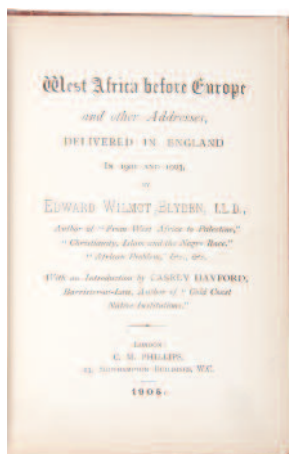 West Africa before Europe
and other Addresses,
DELIVERED IN ENGLAND
IN 1901 AND 1903,
BY
EDWARD WILMOT BLYDEN, LL.D.,
Author of "From West Africa to Palestine,"
"Christianity, Islam and the Negro Race,"
"African Problem," &c., &c.
With an Introduction by CASELY HAYFORD,
Barrister-at-Law, Author of "Gold Coast
Native Institutions."
LONDON
C. M. PHILLIPS,
SOUTHAMPTON BUILDINGS, W.C.
1905.